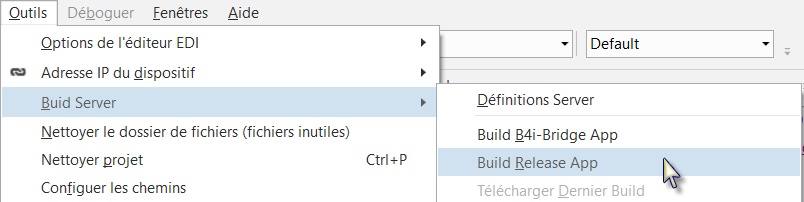 Outils Déboguer Fenêtres Aide
Options de l'éditeur EDI
Default
Adresse IP du dispositif
Buid Server
Définitions Server
Nettoyer le dossier de fichiers (fichiers inutiles)
Build B4i-Bridge App
Nettoyer projet Ctrl+P
Build Release App
Configurer les chemins
Télécharger Dernier Build